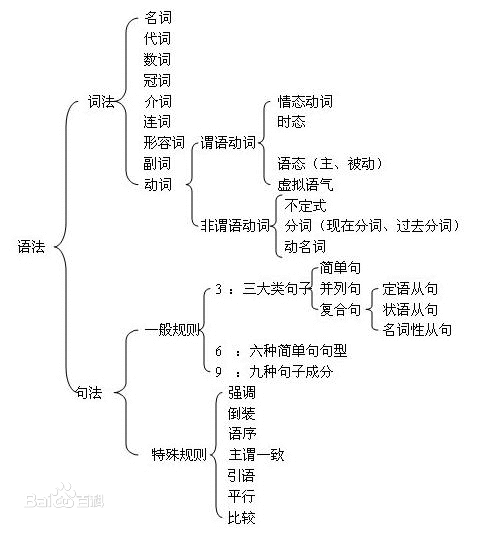 名词
代词
数词
冠词
词法
介词
连词
形容词
副词
动词
谓语动词
情态动词
时态
语态（主、被动）
虚拟语气
非谓语动词
不定式
分词（现在分词、过去分词）
动名词
语法
句法
一般规则
3：三大类句子
简单句
并列句
复合句
定语从句
状语从句
名词性从句
6：六种简单句句型
9：九种句子成分
特殊规则
强调
倒装
语序
主谓一致
引语
平行
比较
Bai百科